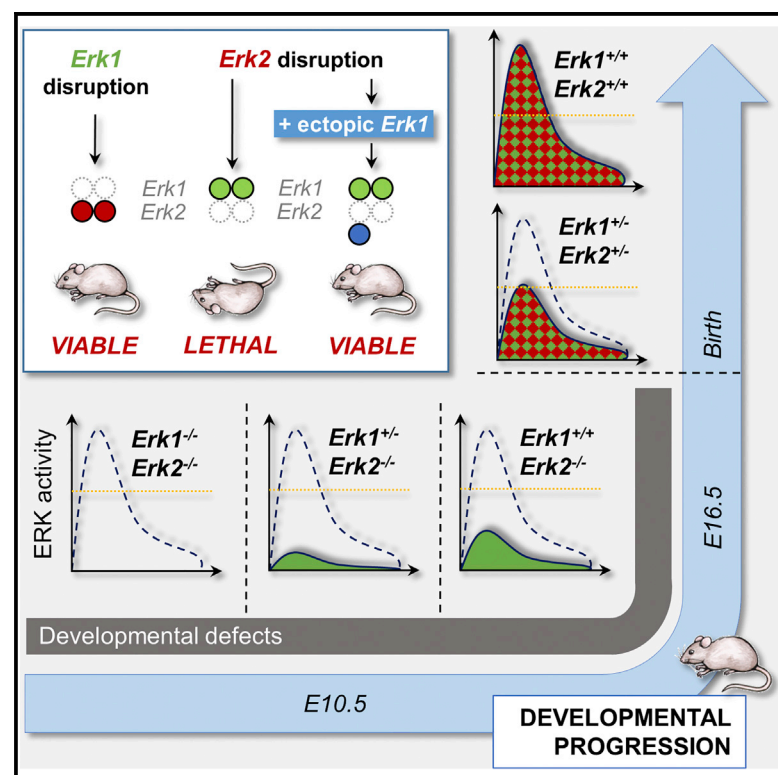 Erk1
disruption
Erk2 disruption
+ ectopic Erk1
Erk1
Erk2
Erk1
Erk2
VIABLE
LETHAL
VIABLE
Erk1+/+
Erk2+/+
Erk1+/-
Erk2+/-
Birth
ERK activity
Erk1-/-
Erk2-/-
Erk1+/-
Erk2-/-
Erk1+/+
Erk2-/-
E16.5
Developmental defects
E10.5
DEVELOPMENTAL
PROGRESSION